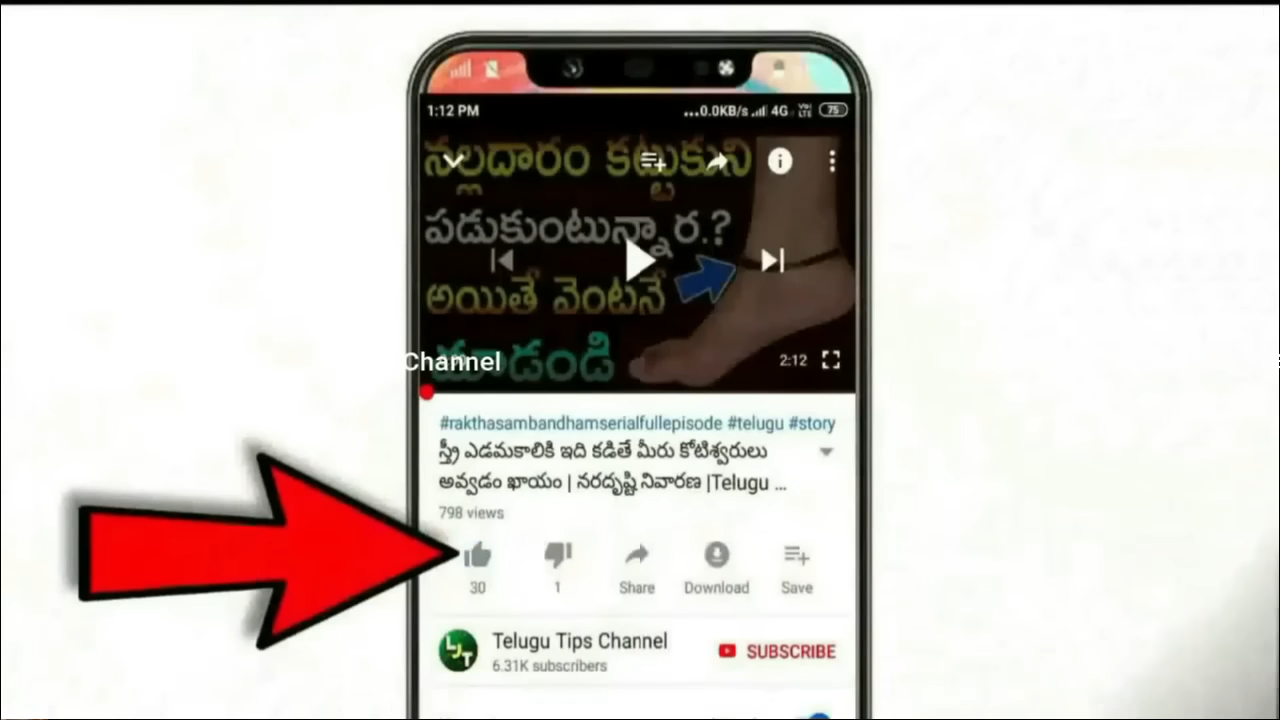 1:12 PM
...0.0KB/s 4G VoLTE 75
నల్లదారం కట్టుకుని
పడుకుంటున్నార.?
అయితే వెంటనే
చూడండి
Channel
2:12
#rakthasambandhamserialfullepisode #telugu #story
స్త్రీ ఎడమకాలికి ఇది కడితే మీరు కోటిశ్వరులు
అవ్వడం ఖాయం | నరదృష్టి నివారణ |Telugu ...
798 views
30
1
Share
Download
Save
LJT
Telugu Tips Channel
6.31K subscribers
SUBSCRIBE